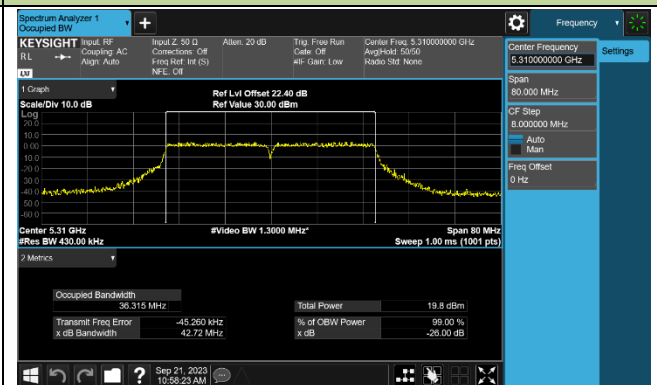 Spectrum Analyzer 1
Occupied BW
+
Frequency
KEYSIGHT
RL
LXI
Input: RF
Coupling: AC
Align: Auto
Input Z: 50 Ω
Corrections: Off
Freq Ref: Int (S)
NFE: Off
Atten: 20 dB
Trig: Free Run
Gate: Off
#IF Gain: Low
Center Freq: 5.310000000 GHz
Avg|Hold: 50/50
Radio Std: None
Center Frequency
5.310000000 GHz
Settings
Span
80.000 MHz
CF Step
8.000000 MHz
Auto
Man
Freq Offset
0 Hz
1 Graph
Scale/Div 10.0 dB
Ref Lvl Offset 22.40 dB
Ref Value 30.00 dBm
Log
20.0
10.0
0.00
-10.0
-20.0
-30.0
-40.0
-50.0
-60.0
Center 5.31 GHz
#Video BW 1.3000 MHz*
Span 80 MHz
#Res BW 430.00 kHz
Sweep 1.00 ms (1001 pts)
2 Metrics
Occupied Bandwidth
36.315 MHz
Total Power 19.8 dBm
Transmit Freq Error -45.260 kHz
% of OBW Power 99.00 %
x dB Bandwidth 42.72 MHz
x dB -26.00 dB
?
Sep 21, 2023
10:58:23 AM